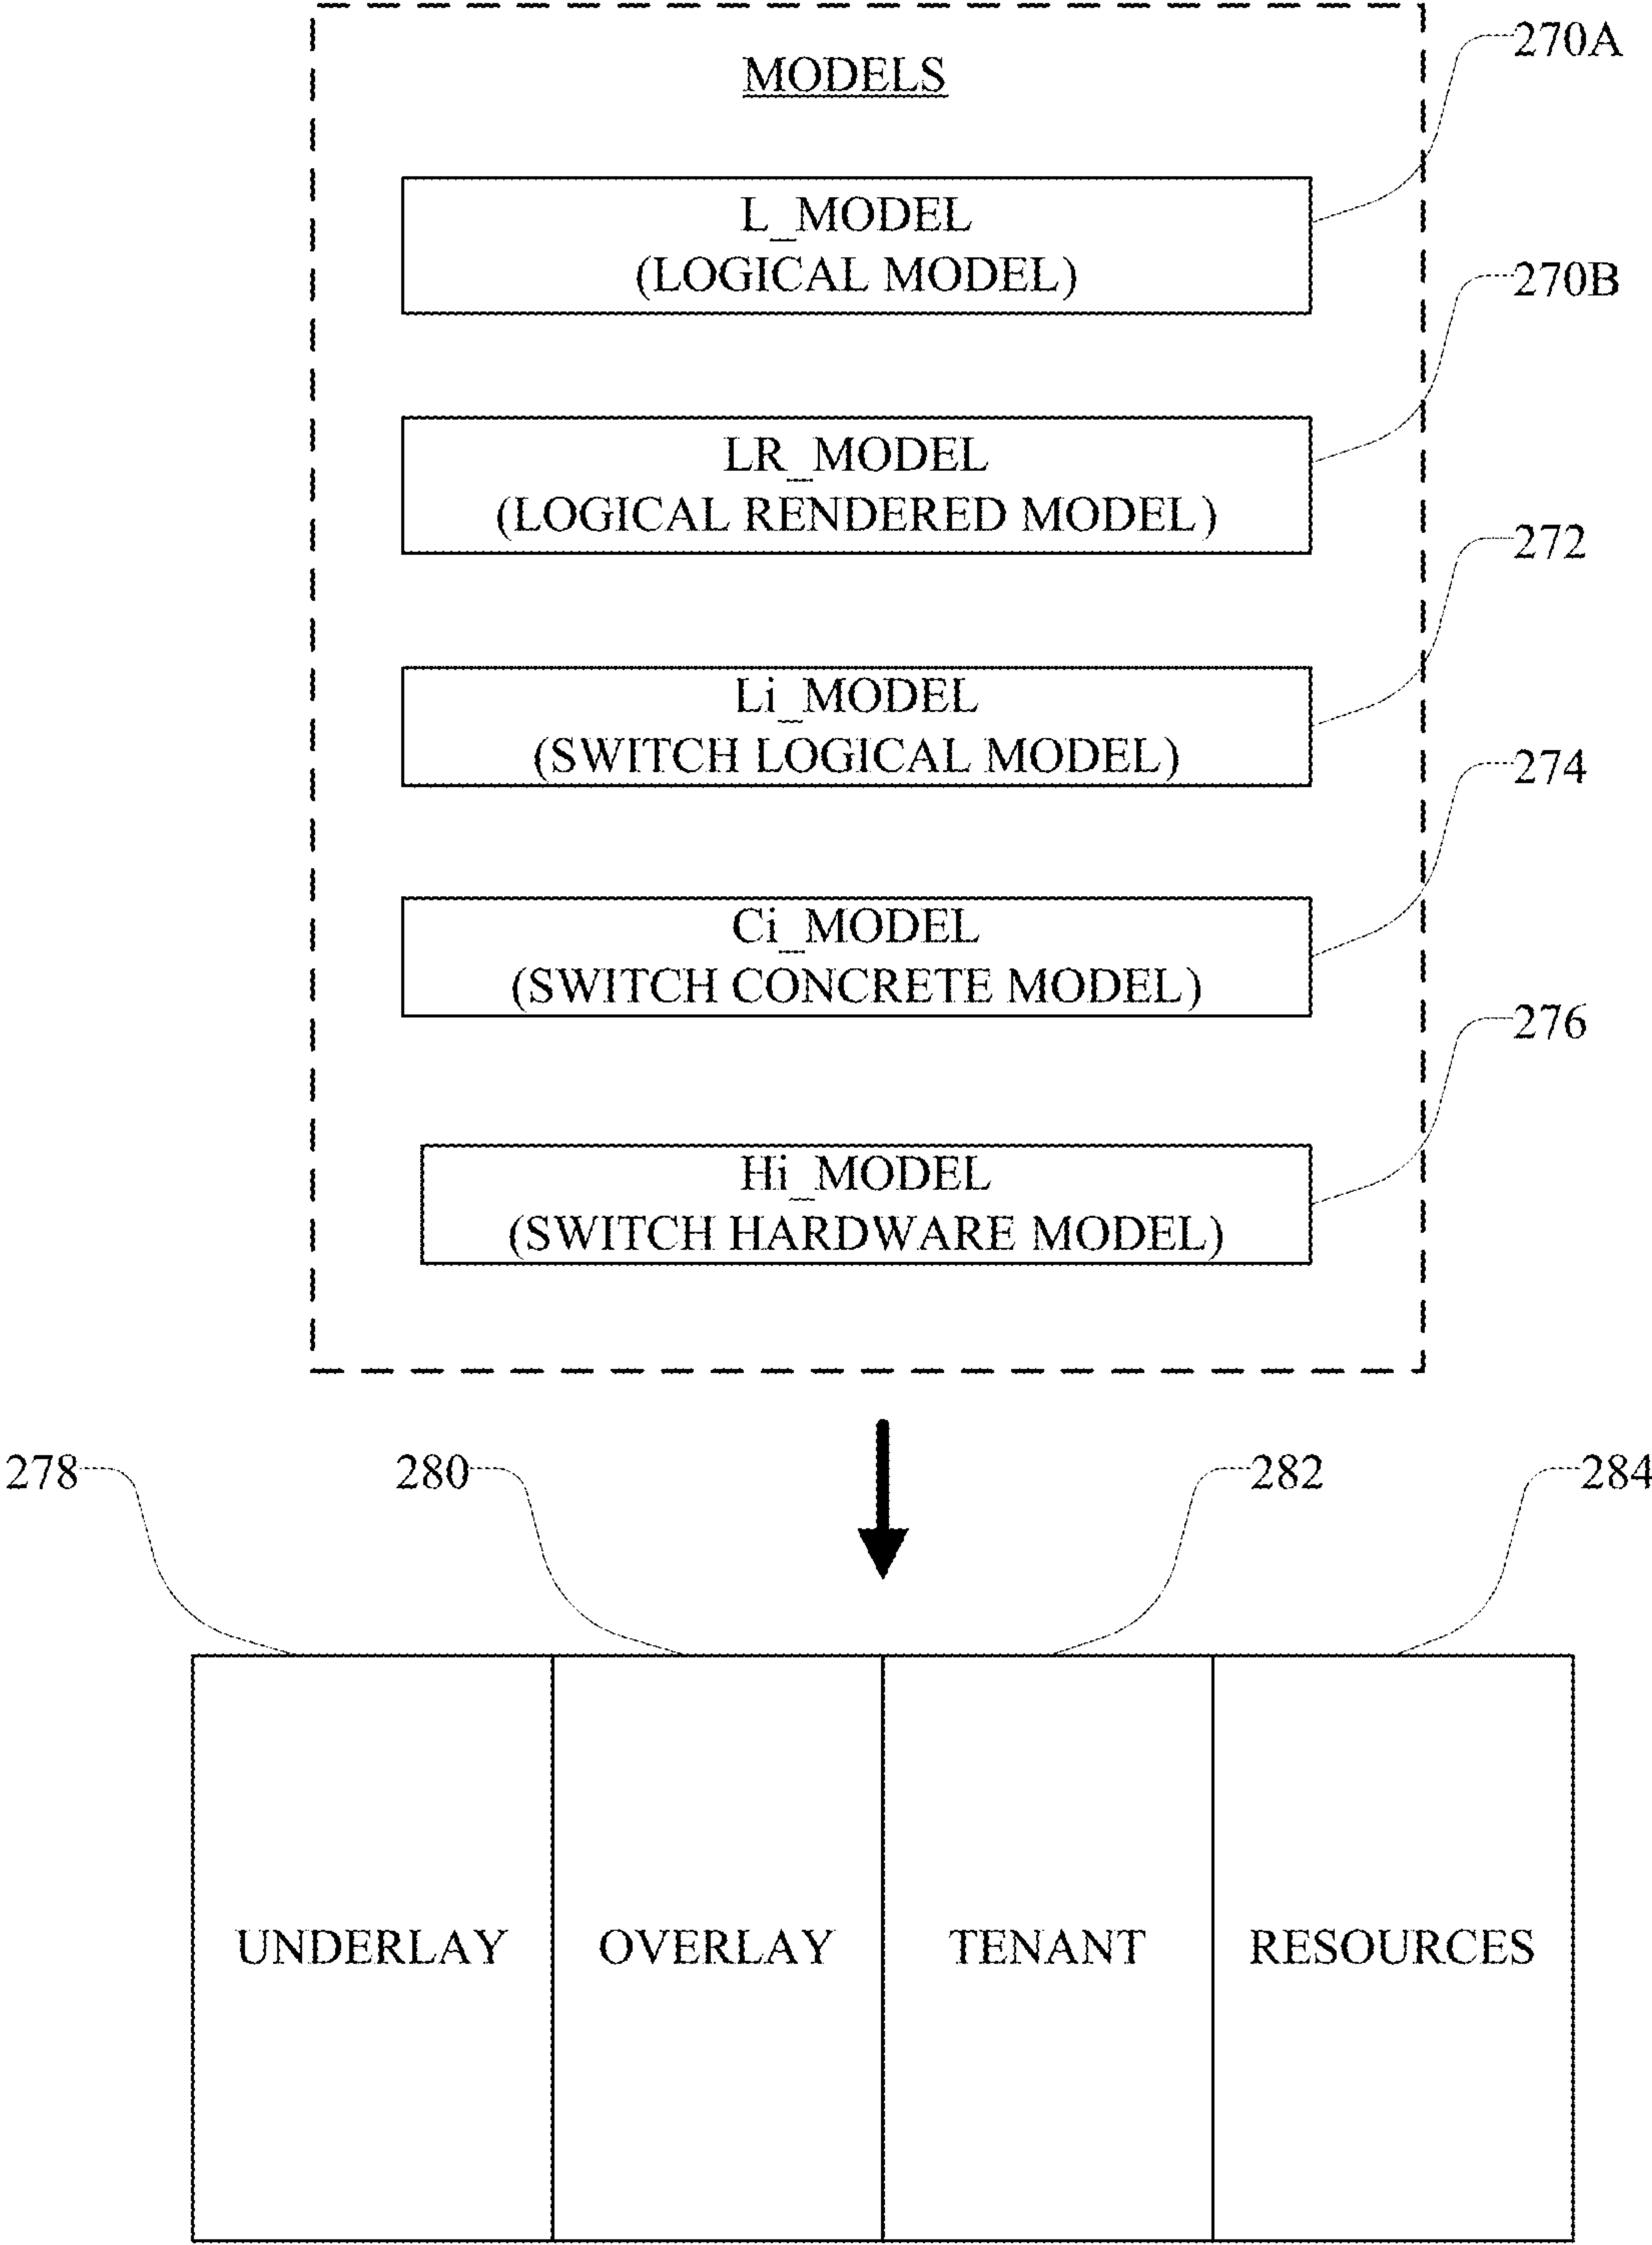 270A
MODELS
L_MODEL
(LOGICAL MODEL)
270B
LR_MODEL
(LOGICAL RENDERED MODEL)
272
Li_MODEL
(SWITCH LOGICAL MODEL)
274
Ci_MODEL
(SWITCH CONCRETE MODEL)
276
Hi_MODEL
(SWITCH HARDWARE MODEL)
278 280 282 284
UNDERLAY OVERLAY TENANT RESOURCES